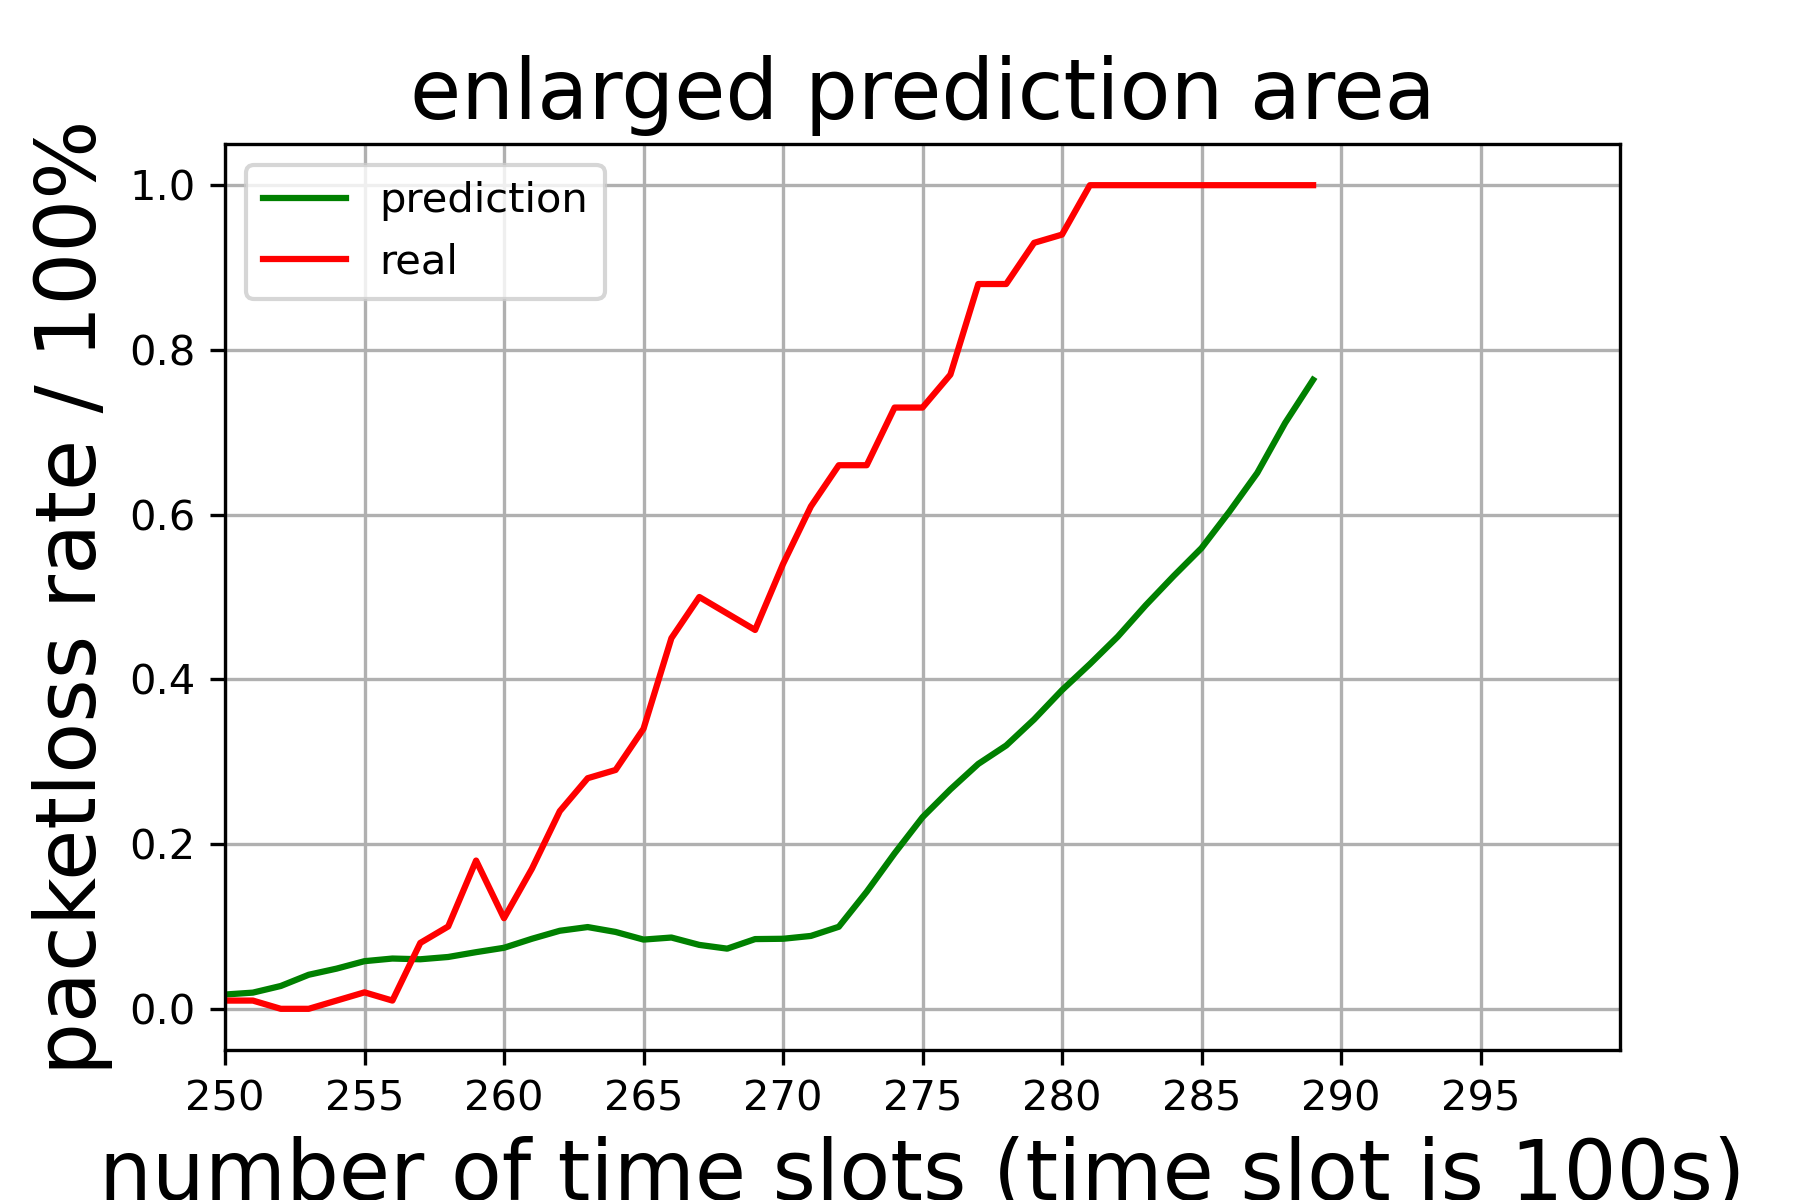 enlarged prediction area
packetloss rate / 100%
1.0
0.8
0.6
0.4
0.2
0.0
prediction
real
250 255 260 265 270 275 280 285 290 295
number of time slots (time slot is 100s)